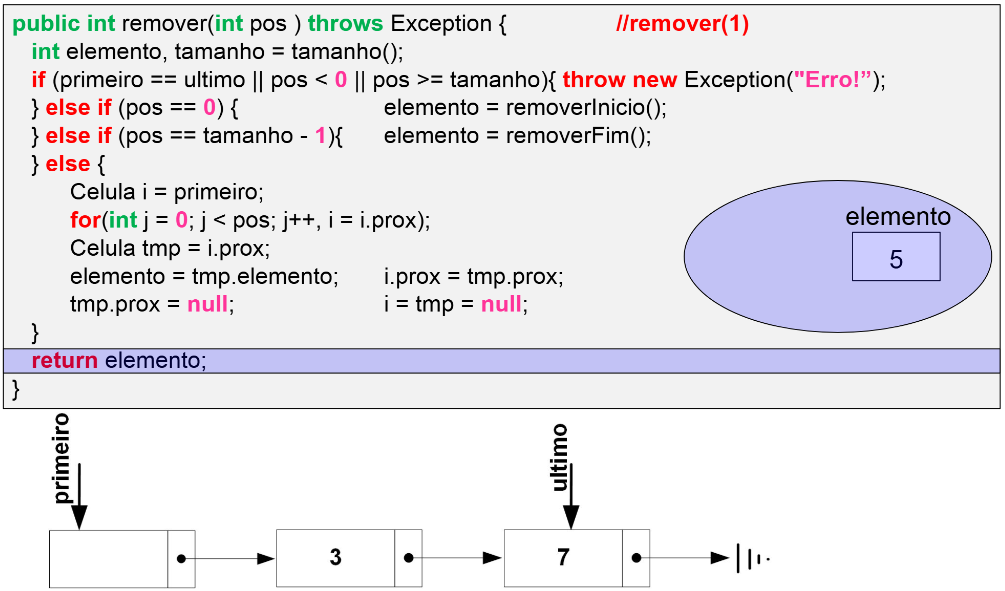 public int remover(int pos ) throws Exception { //remover(1)
int elemento, tamanho = tamanho();
if (primeiro == ultimo || pos < 0 || pos >= tamanho){ throw new Exception("Erro!”);
} else if (pos == 0) { elemento = removerInicio();
} else if (pos == tamanho - 1){ elemento = removerFim();
} else {
Celula i = primeiro;
for(int j = 0; j < pos; j++, i = i.prox);
Celula tmp = i.prox;
elemento = tmp.elemento; i.prox = tmp.prox;
tmp.prox = null; i = tmp = null;
}
return elemento;
}
elemento
5
primeiro
ultimo
3
7